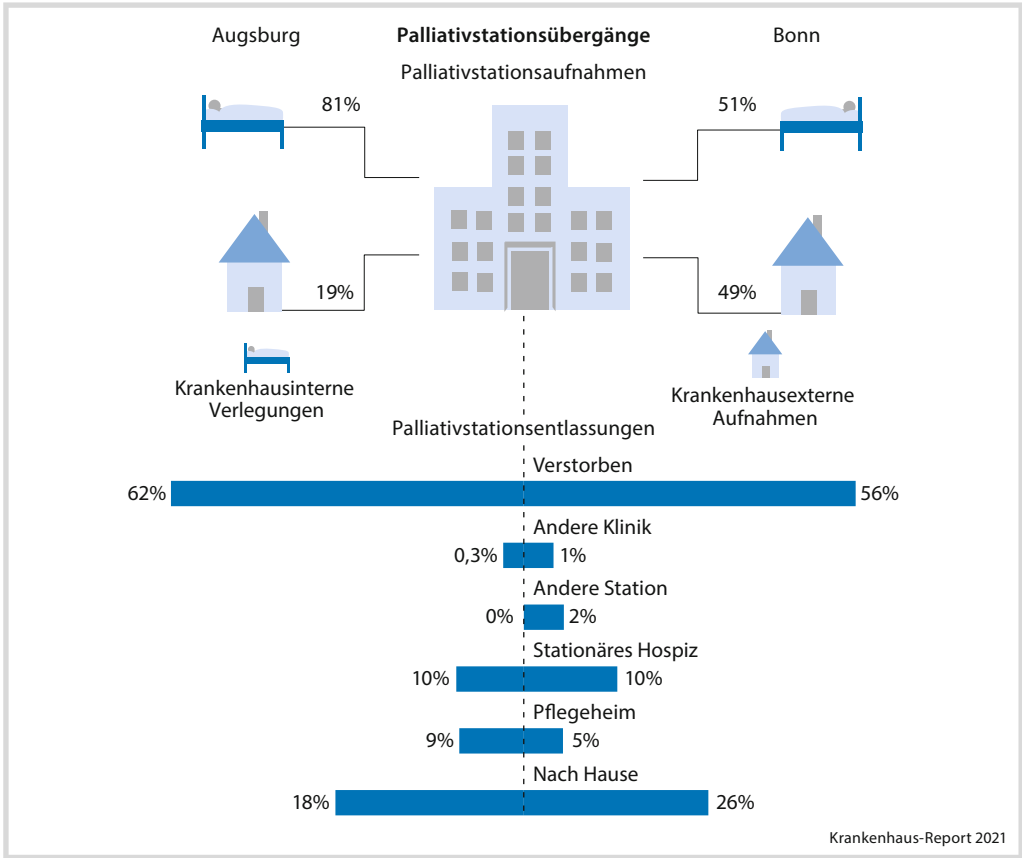 Augsburg
Palliativstationsübergänge
Bonn
Palliativstationsaufnahmen
81%
51%
19%
49%
Krankenhausinterne
Verlegungen
Krankenhausexterne
Aufnahmen
Palliativstationsentlassungen
Verstorben
62%
56%
Andere Klinik
0,3%
1%
Andere Station
0%
2%
Stationäres Hospiz
10%
10%
Pflegeheim
9%
5%
Nach Hause
18%
26%
Krankenhaus-Report 2021